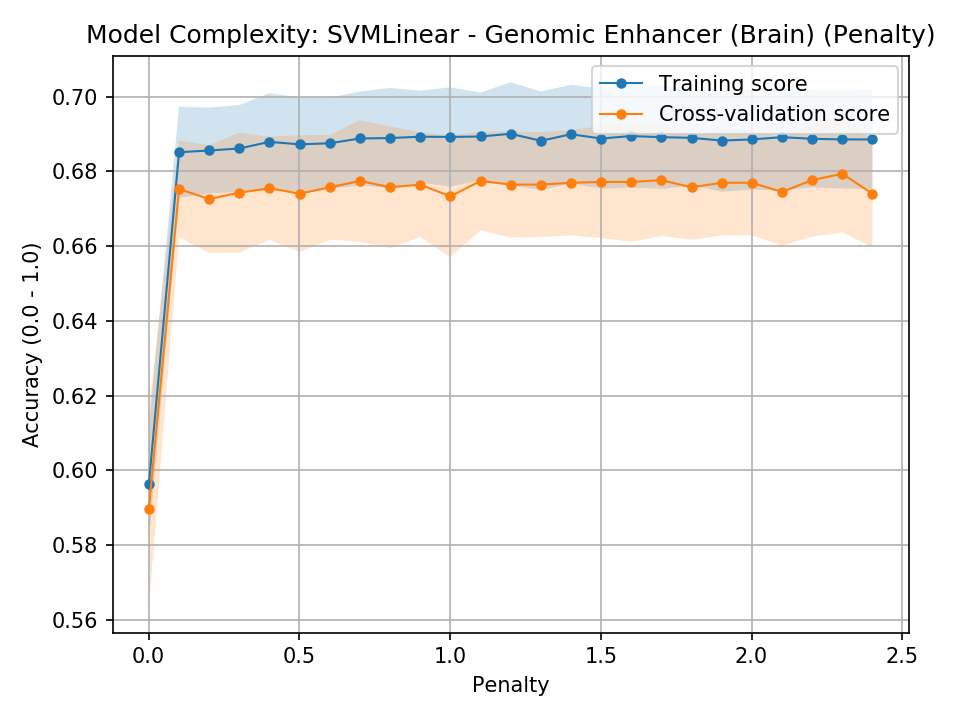 Model Complexity: SVMLinear - Genomic Enhancer (Brain) (Penalty)
Training score
Cross-validation score
0.70
0.68
0.66
0.64
0.62
0.60
0.58
0.56
Accuracy (0.0 - 1.0)
0.0 0.5 1.0 1.5 2.0 2.5
Penalty